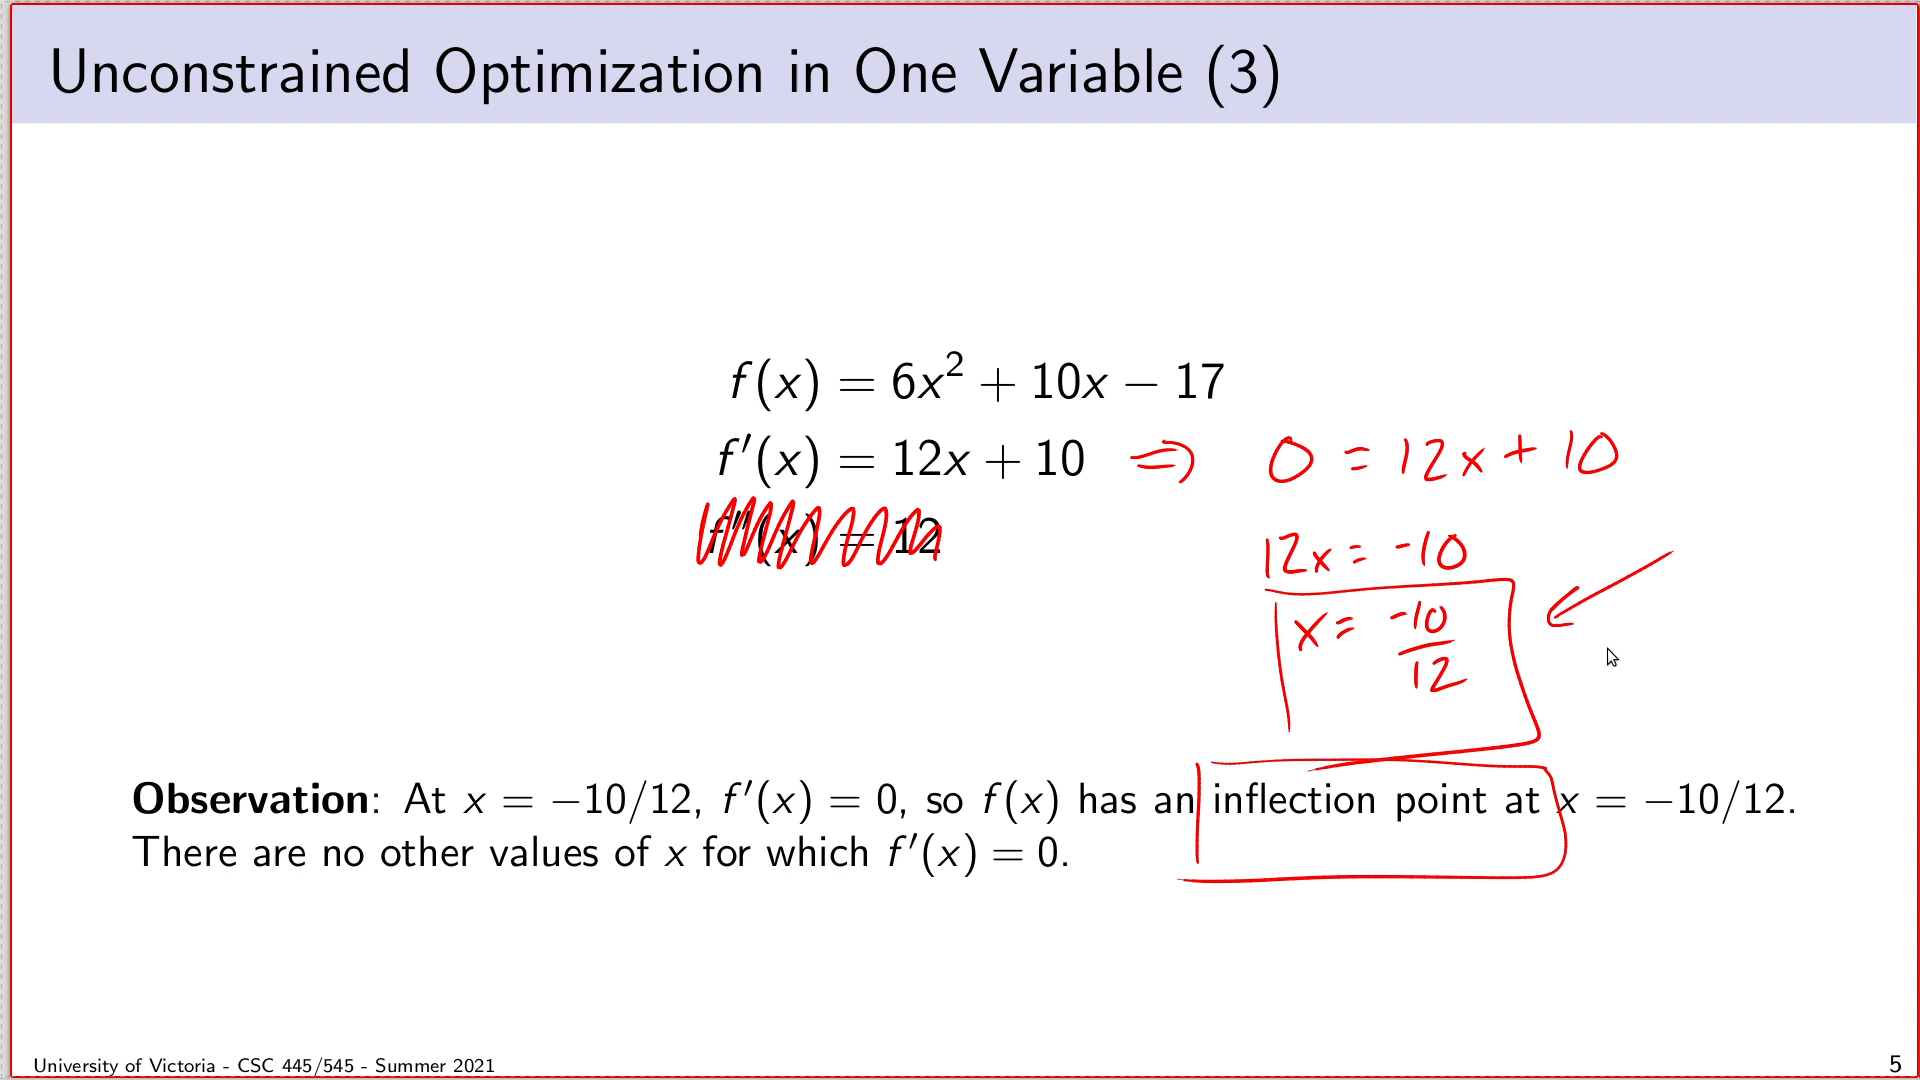 Unconstrained Optimization in One Variable (3)
f(x) = 6x² + 10x − 17
f′(x) = 12x + 10 ⇒ 0 = 12x + 10
f″(x) = 12
12x = -10
x = -10/12
Observation: At x = −10/12, f′(x) = 0, so f(x) has an inflection point at x = −10/12.
There are no other values of x for which f′(x) = 0.
University of Victoria - CSC 445/545 - Summer 2021
5